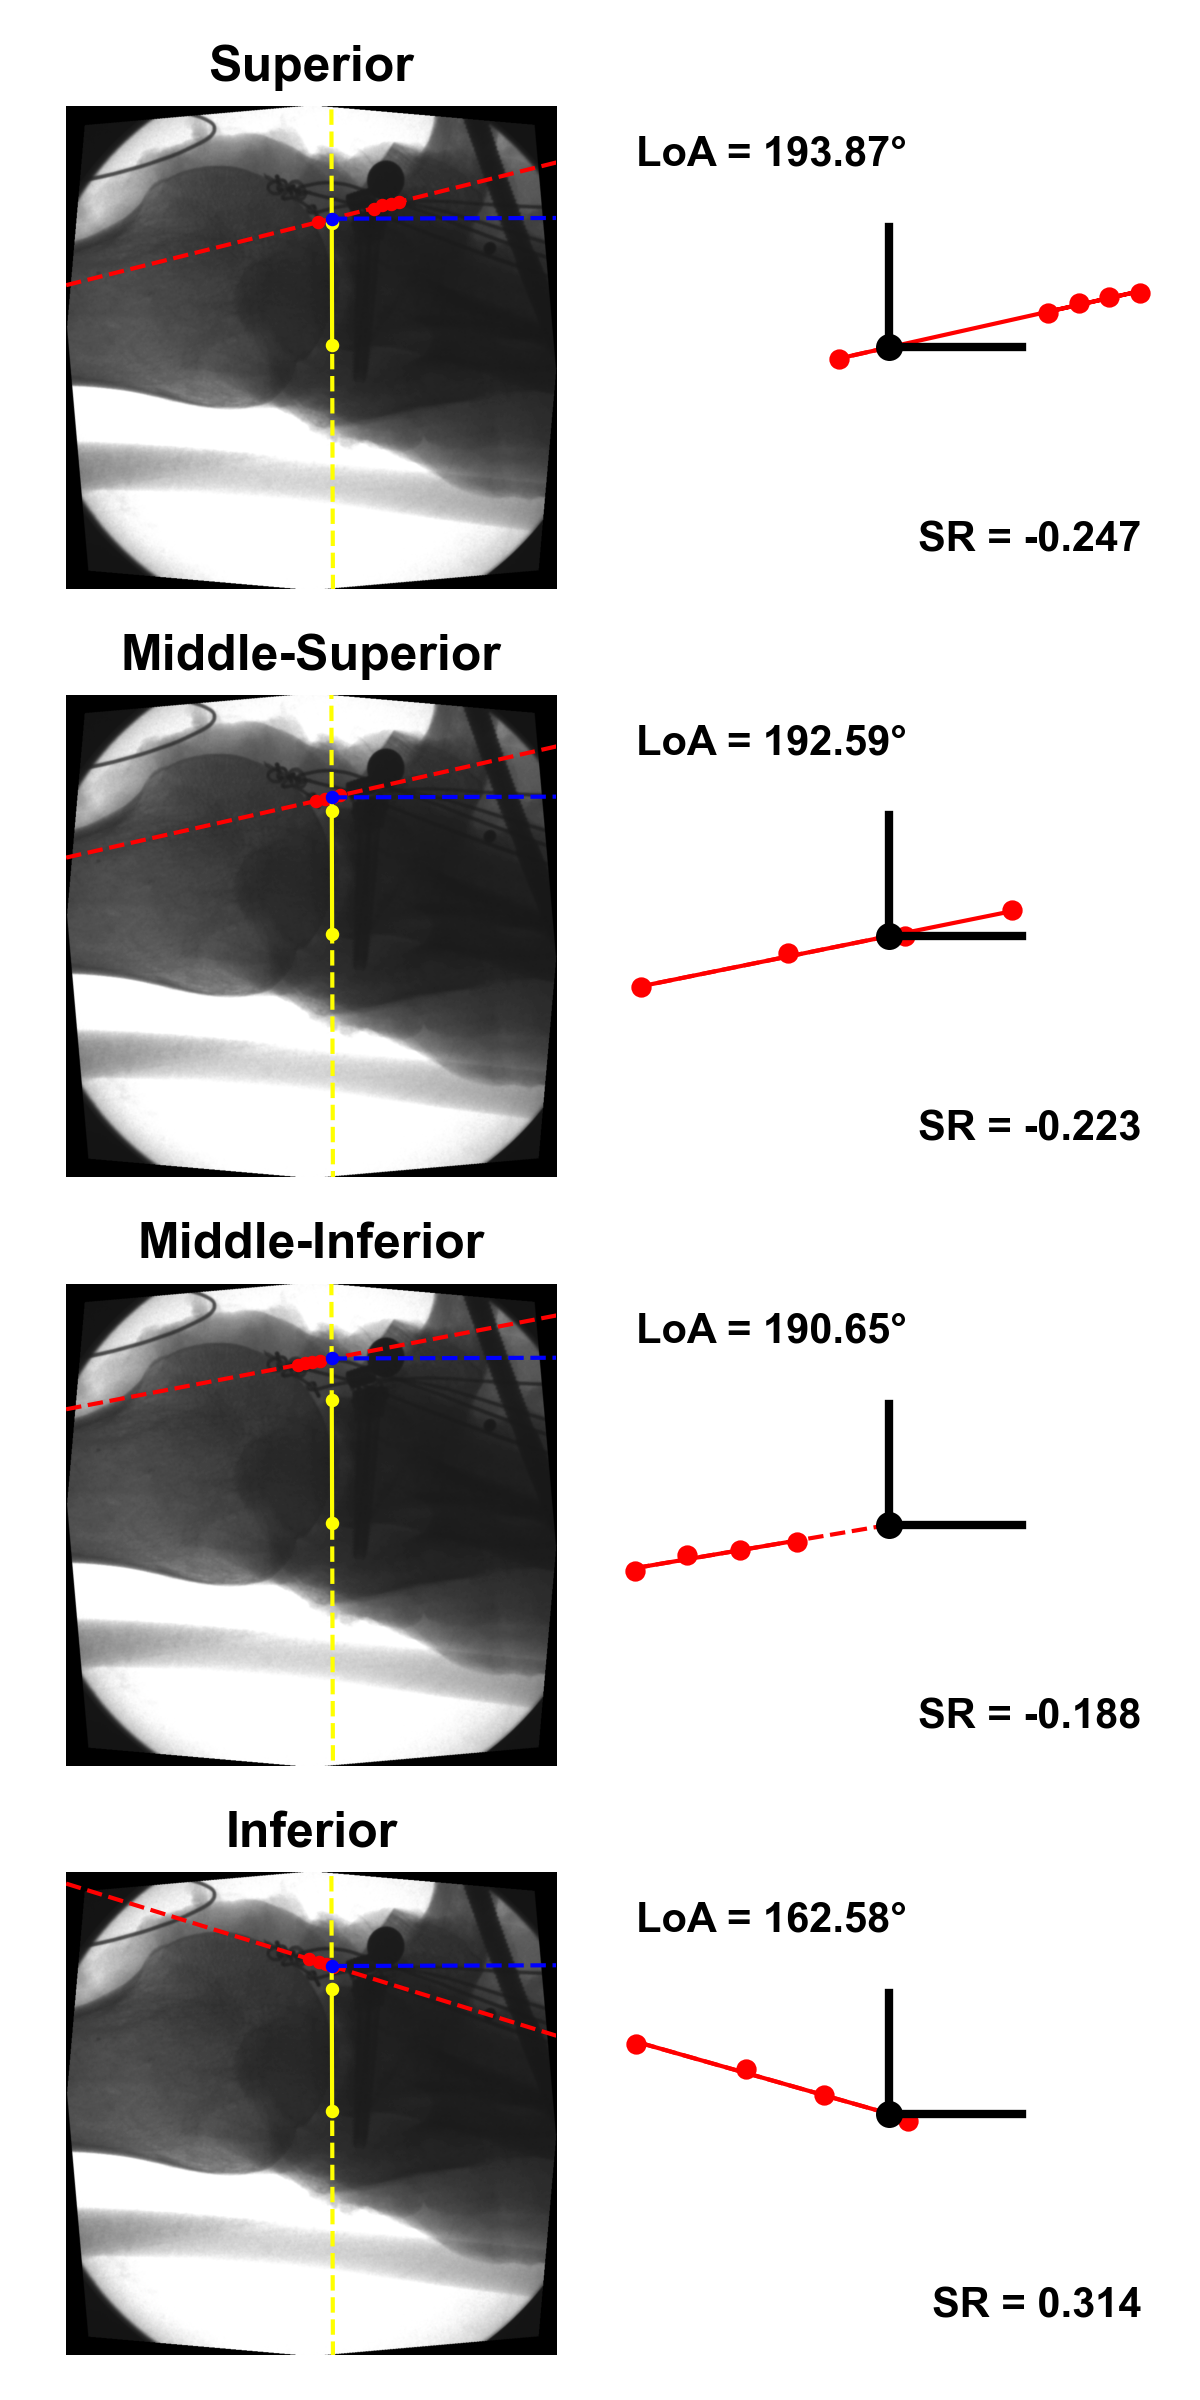 Superior
LoA = 193.87°
SR = -0.247
Middle-Superior
LoA = 192.59°
SR = -0.223
Middle-Inferior
LoA = 190.65°
SR = -0.188
Inferior
LoA = 162.58°
SR = 0.314